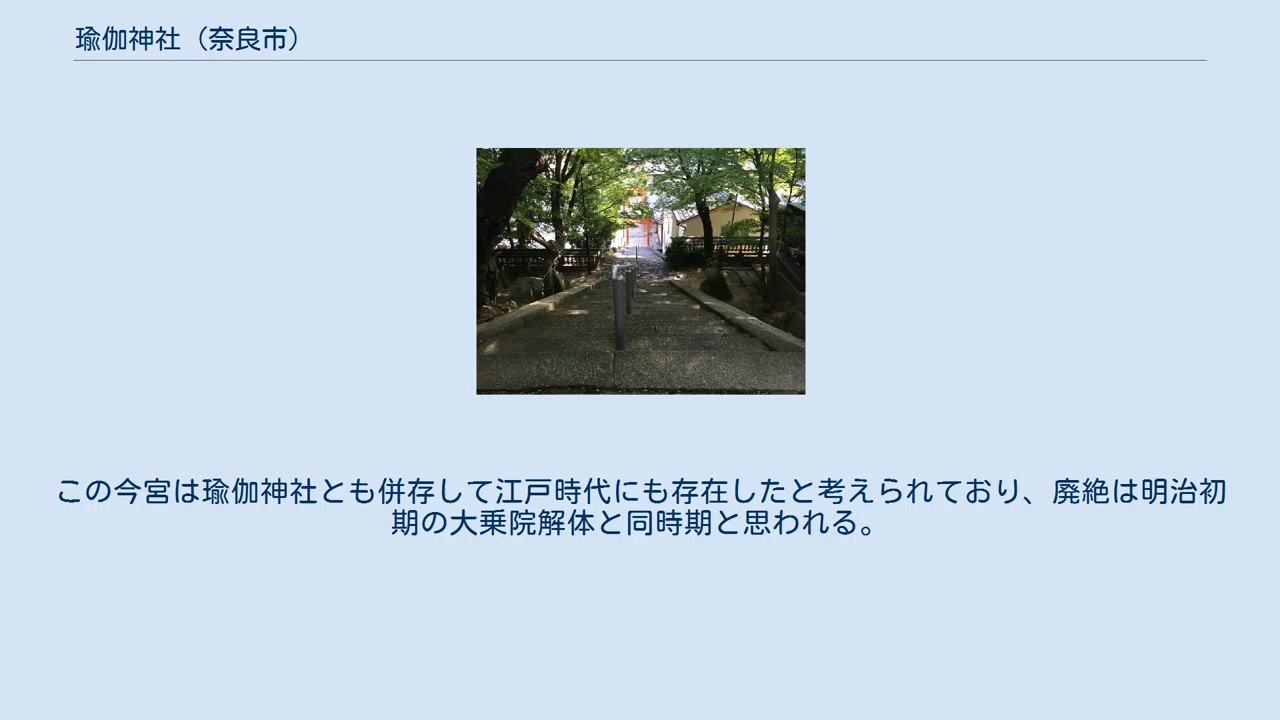 瑜伽神社（奈良市）
この今宮は瑜伽神社とも併存して江戸時代にも存在したと考えられており、廃絶は明治初
期の大乗院解体と同時期と思われる。